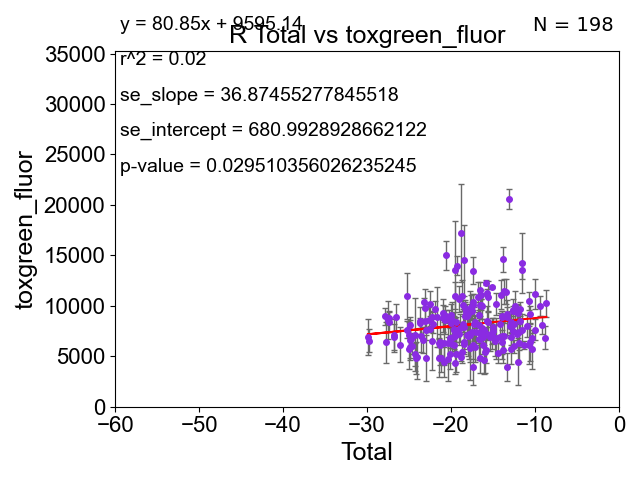 y = 80.85x + 9595.14
N = 198
R Total vs toxgreen_fluor
r^2 = 0.02
se_slope = 36.87455277845518
se_intercept = 680.9928928662122
p-value = 0.029510356026235245
35000
30000
25000
20000
15000
10000
5000
0
toxgreen_fluor
−60 −50 −40 −30 −20 −10 0
Total